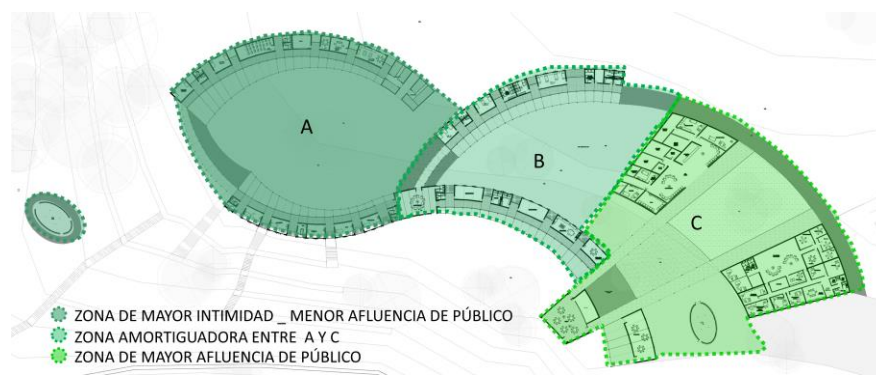 A
B
C
ZONA DE MAYOR INTIMIDAD _ MENOR AFLUENCIA DE PÚBLICO
ZONA AMORTIGUADORA ENTRE A Y C
ZONA DE MAYOR AFLUENCIA DE PÚBLICO